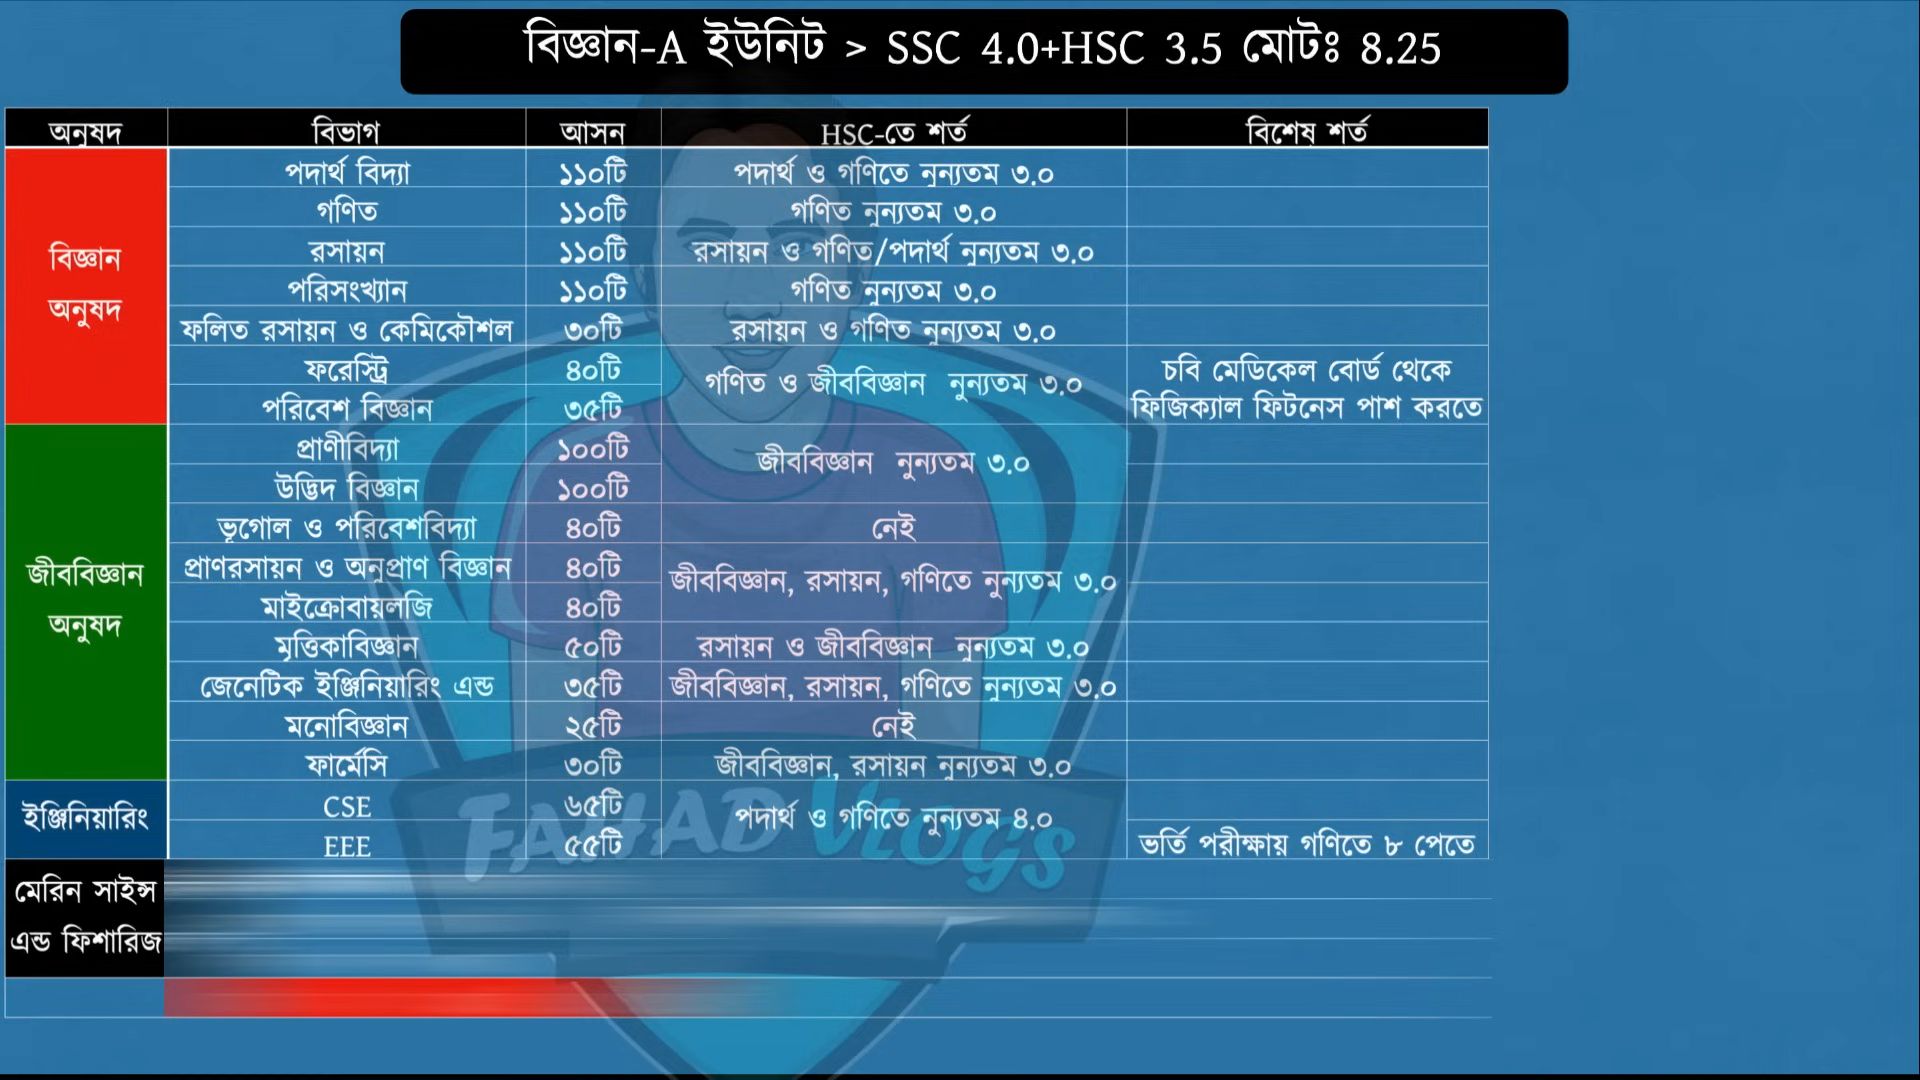 বিজ্ঞান-A ইউনিট > SSC 4.0+HSC 3.5 মোটঃ 8.25
অনুষদ বিভাগ আসন HSC-তে শর্ত বিশেষ শর্ত
বিজ্ঞান
অনুষদ
পদার্থ বিদ্যা ১১০টি পদার্থ ও গণিতে নুন্যতম ৩.০
গণিত ১১০টি গণিত নুন্যতম ৩.০
রসায়ন ১১০টি রসায়ন ও গণিত/পদার্থ নুন্যতম ৩.০
পরিসংখ্যান ১১০টি গণিত নুন্যতম ৩.০
ফলিত রসায়ন ও কেমিকৌশল ৩০টি রসায়ন ও গণিত নুন্যতম ৩.০
ফরেস্ট্রি ৪০টি গণিত ও জীববিজ্ঞান নুন্যতম ৩.০ চবি মেডিকেল বোর্ড থেকে
পরিবেশ বিজ্ঞান ৩৫টি ফিজিক্যাল ফিটনেস পাশ করতে
জীববিজ্ঞান
অনুষদ
প্রাণীবিদ্যা ১০০টি জীববিজ্ঞান নুন্যতম ৩.০
উদ্ভিদ বিজ্ঞান ১০০টি
ভূগোল ও পরিবেশবিদ্যা ৪০টি নেই
প্রাণরসায়ন ও অনুপ্রাণ বিজ্ঞান ৪০টি জীববিজ্ঞান, রসায়ন, গণিতে নুন্যতম ৩.০
মাইক্রোবায়লজি ৪০টি
মৃত্তিকাবিজ্ঞান ৫০টি রসায়ন ও জীববিজ্ঞান নুন্যতম ৩.০
জেনেটিক ইঞ্জিনিয়ারিং এন্ড ৩৫টি জীববিজ্ঞান, রসায়ন, গণিতে নুন্যতম ৩.০
মনোবিজ্ঞান ২৫টি নেই
ফার্মেসি ৩০টি জীববিজ্ঞান, রসায়ন নুন্যতম ৩.০
ইঞ্জিনিয়ারিং
CSE ৬৫টি পদার্থ ও গণিতে নুন্যতম ৪.০
EEE ৫৫টি ভর্তি পরীক্ষায় গণিতে ৮ পেতে
মেরিন সাইন্স
এন্ড ফিশারিজ
FAHAD VLOGS